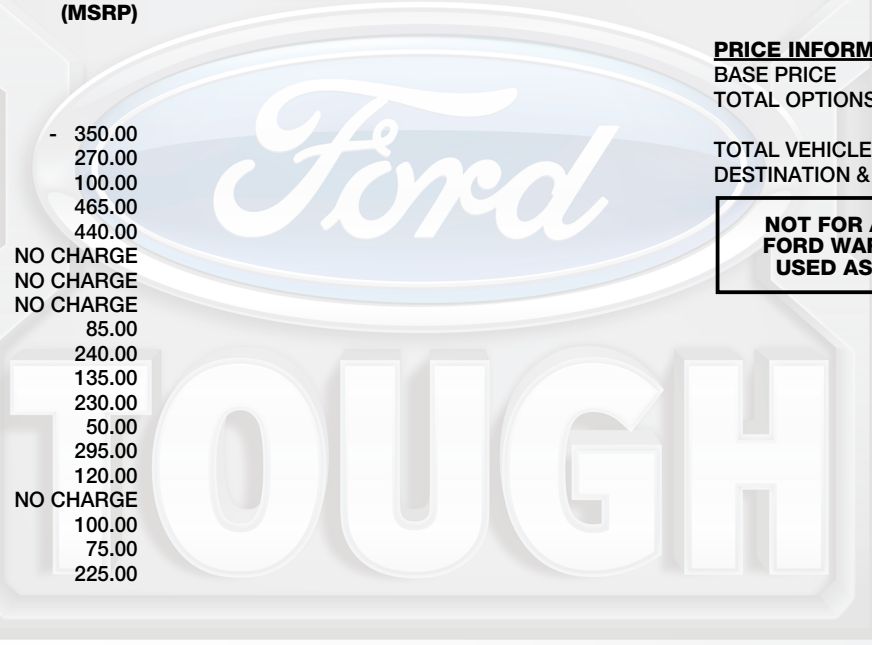 (MSRP)
- 350.00
270.00
100.00
465.00
440.00
NO CHARGE
NO CHARGE
NO CHARGE
85.00
240.00
135.00
230.00
50.00
295.00
120.00
NO CHARGE
100.00
75.00
225.00
PRICE INFORM
BASE PRICE
TOTAL OPTIONS
TOTAL VEHICLE
DESTINATION &
NOT FOR A
FORD WAR
USED AS
Ford
TOUGH